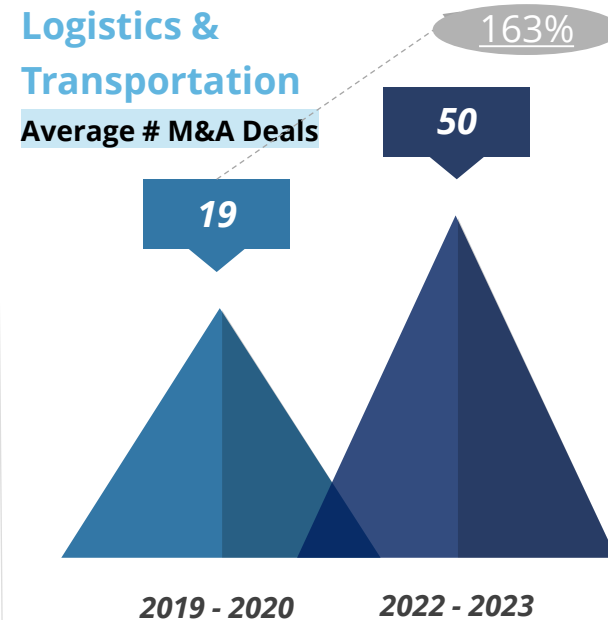 Logistics &
Transportation
Average # M&A Deals
163%
50
19
2019 - 2020
2022 - 2023